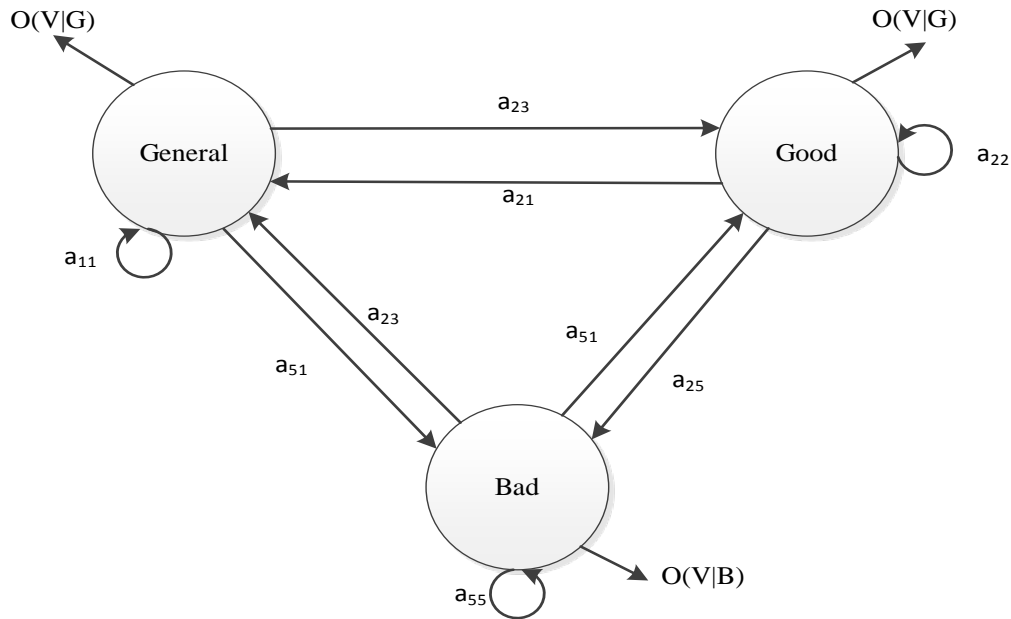 O(V|G)
O(V|G)
a₂₃
General
Good
a₂₂
a₂₁
a₁₁
a₂₃
a₅₁
a₅₁
a₂₅
Bad
O(V|B)
a₅₅